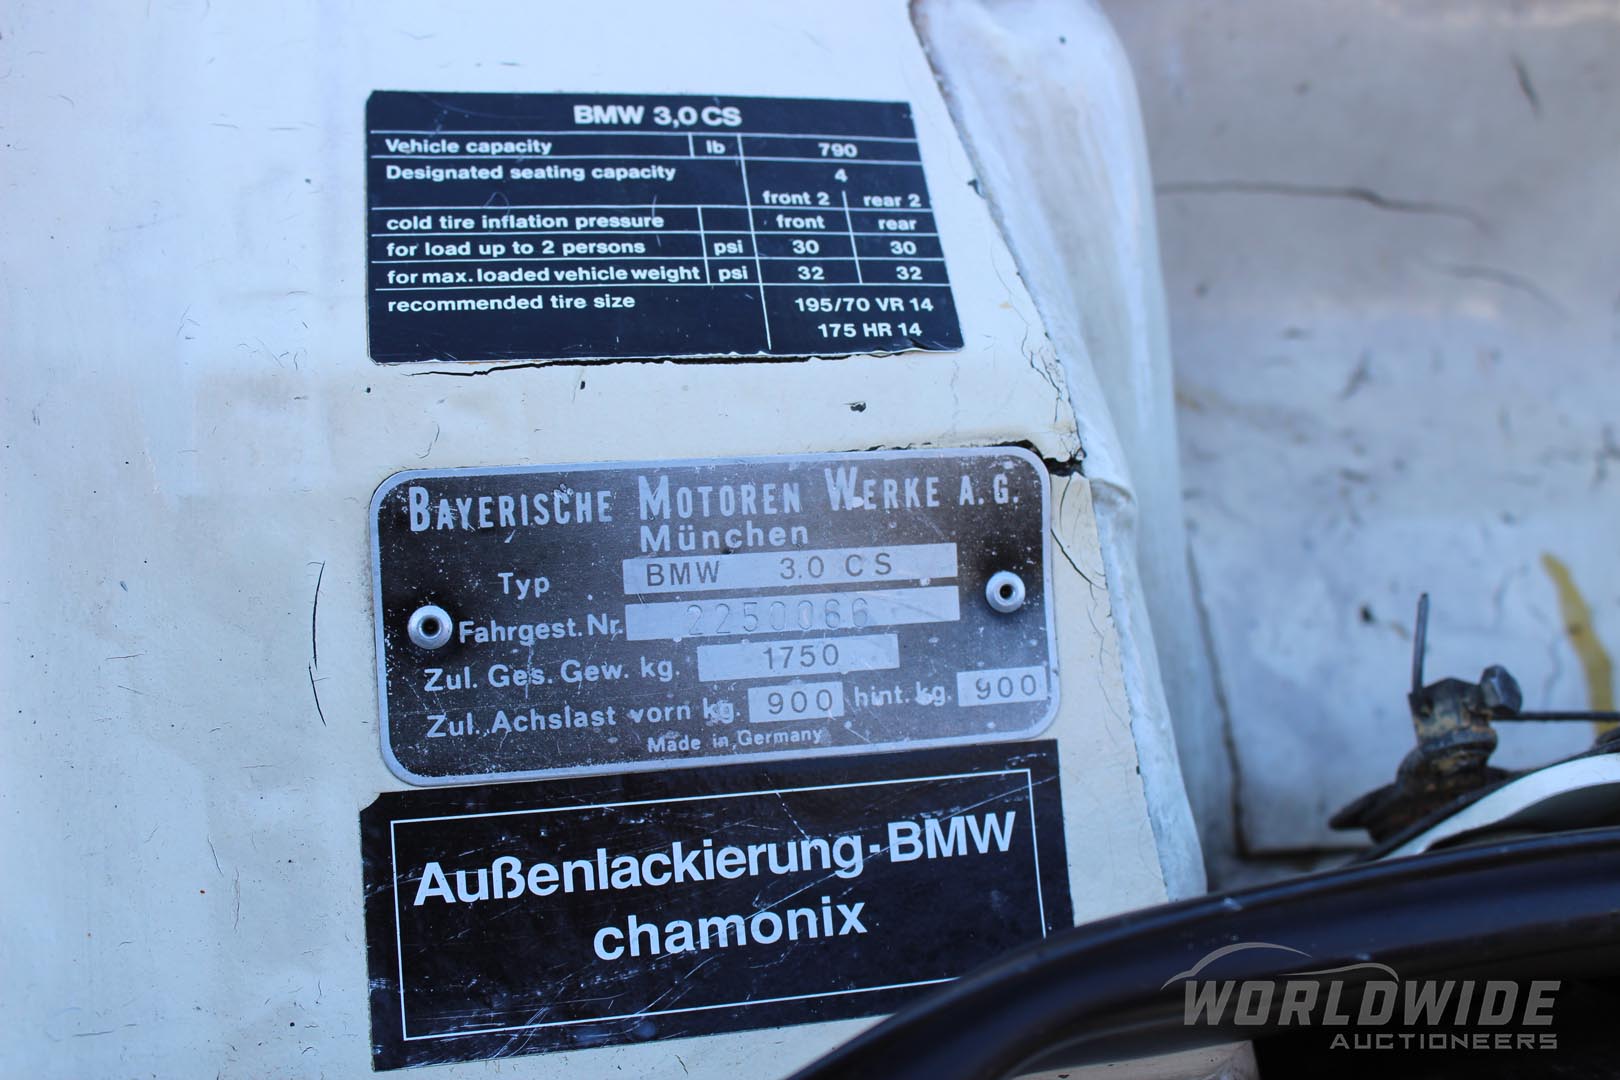 BMW 3,0 CS
Vehicle capacity lb 790
Designated seating capacity 4
front 2 rear 2
cold tire inflation pressure front rear
for load up to 2 persons psi 30 30
for max. loaded vehicle weight psi 32 32
recommended tire size 195/70 VR 14
175 HR 14
BAYERISCHE MOTOREN WERKE A.G.
München
Typ BMW 3.0 CS
Fahrgest. Nr. 2250066
Zul. Ges. Gew. kg. 1750
Zul. Achslast vorn kg. 900 hint. kg. 900
Made in Germany
Außenlackierung-BMW
chamonix
WORLDWIDE
AUCTIONEERS